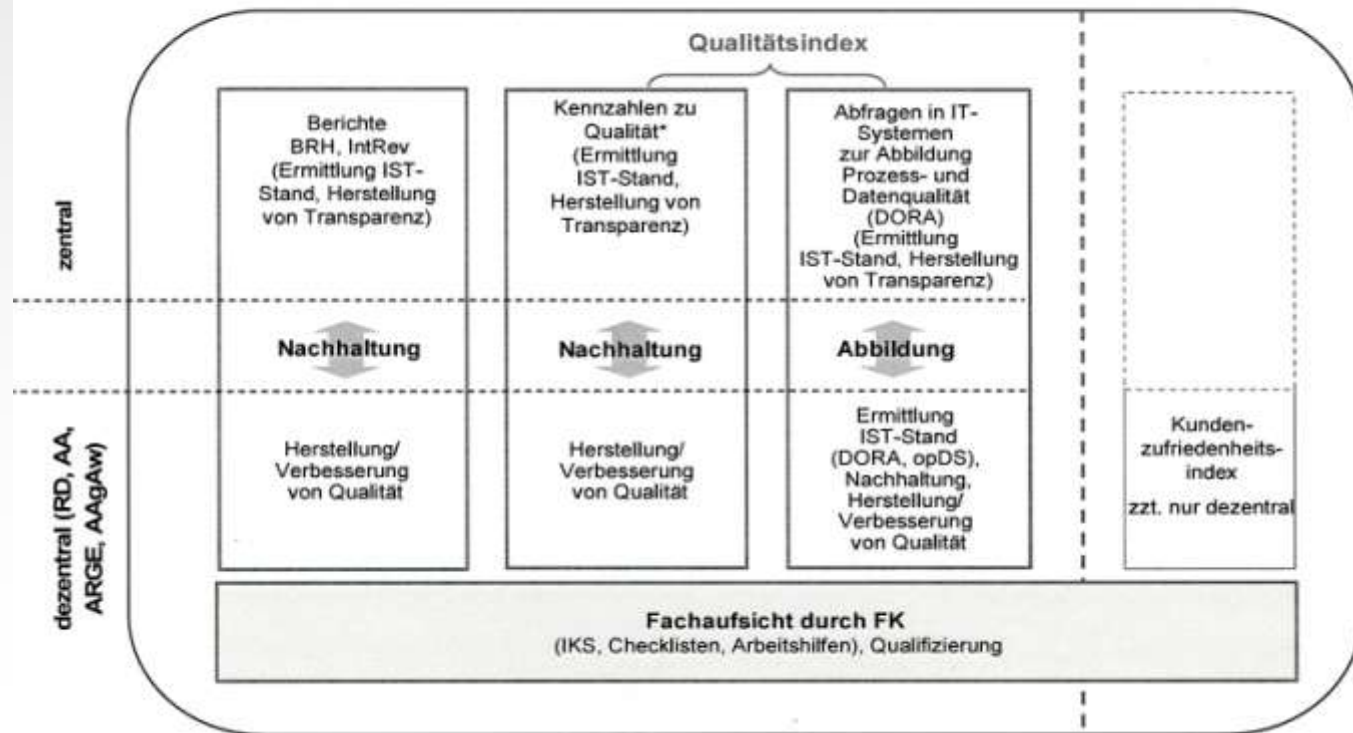 Qualitätsindex
zentral
Berichte
BRH, IntRev
(Ermittlung IST-
Stand, Herstellung
von Transparenz)
Kennzahlen zu
Qualität*
(Ermittlung
IST-Stand,
Herstellung von
Transparenz)
Abfragen in IT-
Systemen
zur Abbildung
Prozess- und
Datenqualität
(DORA)
(Ermittlung
IST-Stand, Herstellung
von Transparenz)
Nachhaltung
Nachhaltung
Abbildung
dezentral (RD, AA,
ARGE, AAgAw)
Herstellung/
Verbesserung
von Qualität
Herstellung/
Verbesserung
von Qualität
Ermittlung
IST-Stand
(DORA, opDS),
Nachhaltung,
Herstellung/
Verbesserung
von Qualität
Kunden-
zufriedenheits-
index
zzt. nur dezentral
Fachaufsicht durch FK
(IKS, Checklisten, Arbeitshilfen), Qualifizierung